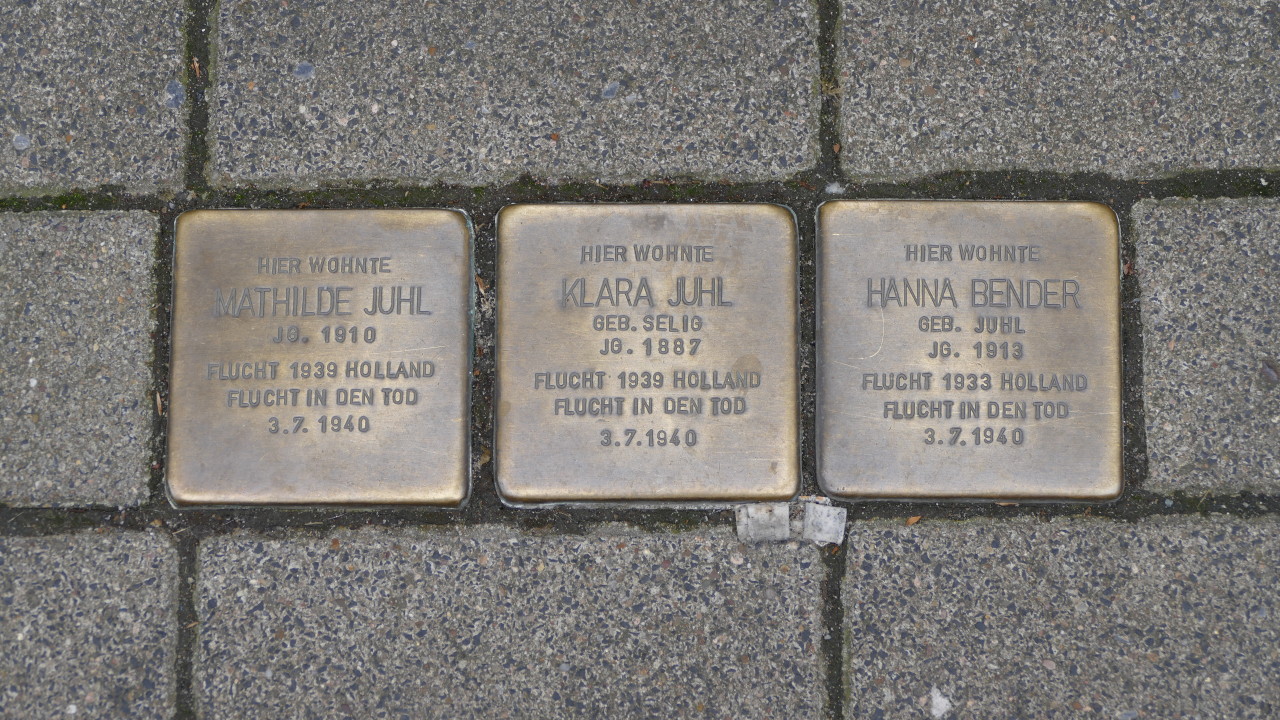 HIER WOHNTE
MATHILDE JUHL
JG. 1910
FLUCHT 1939 HOLLAND
FLUCHT IN DEN TOD
3.7. 1940
HIER WOHNTE
KLARA JUHL
GEB. SELIG
JG. 1887
FLUCHT 1939 HOLLAND
FLUCHT IN DEN TOD
3.7.1940
HIER WOHNTE
HANNA BENDER
GEB. JUHL
JG. 1913
FLUCHT 1933 HOLLAND
FLUCHT IN DEN TOD
3.7.1940